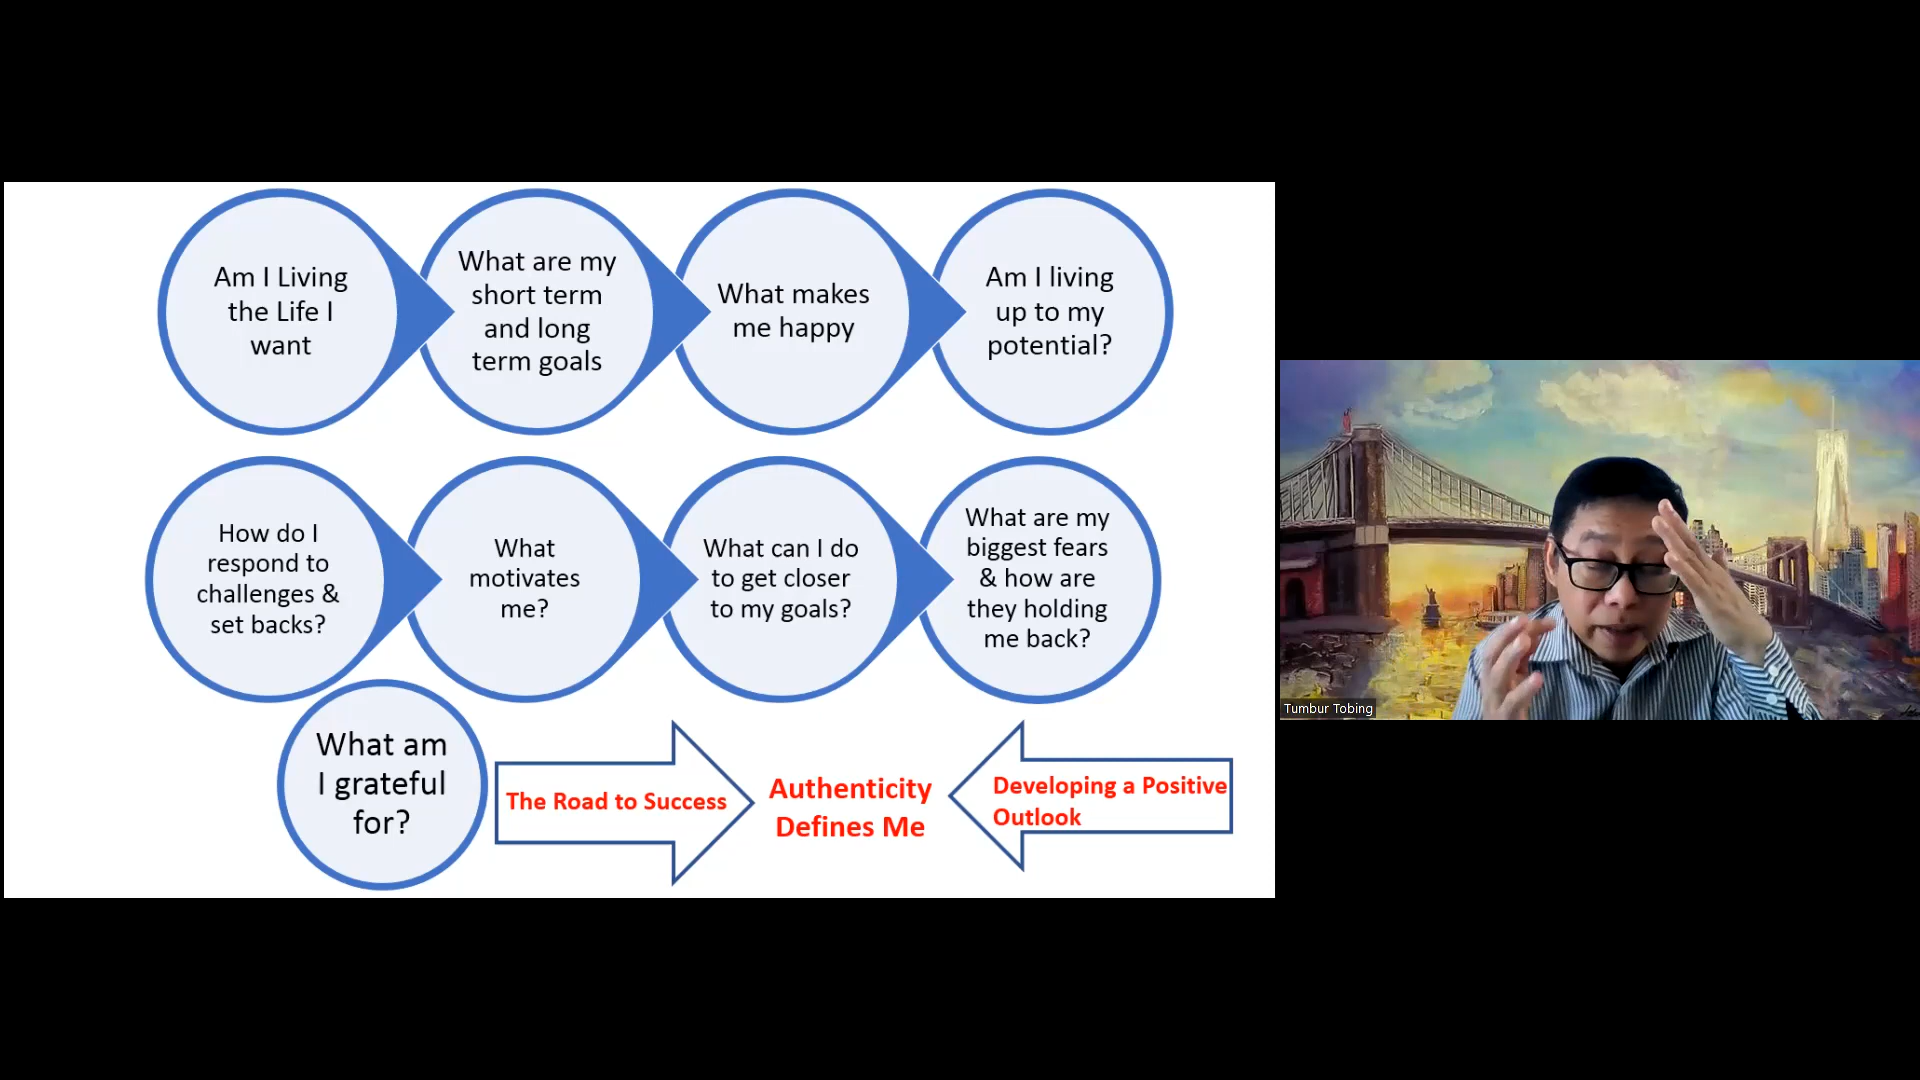 Am I Living
the Life I
want
What are my
short term
and long
term goals
What makes
me happy
Am I living
up to my
potential?
How do I
respond to
challenges &
set backs?
What
motivates
me?
What can I do
to get closer
to my goals?
What are my
biggest fears
& how are
they holding
me back?
What am
I grateful
for?
The Road to Success
Authenticity
Defines Me
Developing a Positive
Outlook
Tumbur Tobing